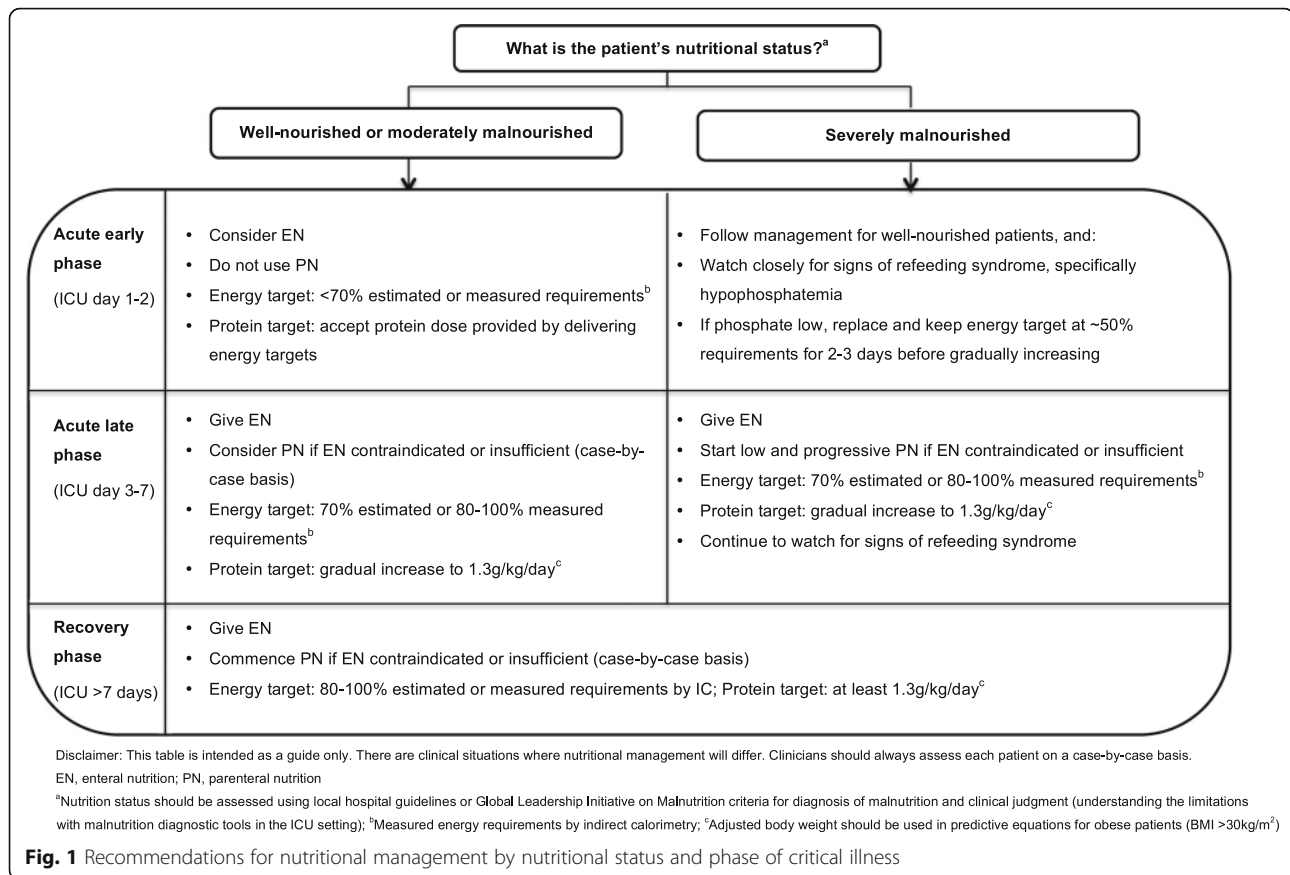 What is the patient's nutritional status?a
Well-nourished or moderately malnourished
Severely malnourished
Acute early
phase
(ICU day 1-2)
• Consider EN
• Do not use PN
• Energy target: <70% estimated or measured requirementsb
• Protein target: accept protein dose provided by delivering
energy targets
• Follow management for well-nourished patients, and:
• Watch closely for signs of refeeding syndrome, specifically
hypophosphatemia
• If phosphate low, replace and keep energy target at ~50%
requirements for 2-3 days before gradually increasing
Acute late
phase
(ICU day 3-7)
• Give EN
• Consider PN if EN contraindicated or insufficient (case-by-
case basis)
• Energy target: 70% estimated or 80-100% measured
requirementsb
• Protein target: gradual increase to 1.3g/kg/dayc
• Give EN
• Start low and progressive PN if EN contraindicated or insufficient
• Energy target: 70% estimated or 80-100% measured requirementsb
• Protein target: gradual increase to 1.3g/kg/dayc
• Continue to watch for signs of refeeding syndrome
Recovery
phase
(ICU >7 days)
• Give EN
• Commence PN if EN contraindicated or insufficient (case-by-case basis)
• Energy target: 80-100% estimated or measured requirements by IC; Protein target: at least 1.3g/kg/dayc
Disclaimer: This table is intended as a guide only. There are clinical situations where nutritional management will differ. Clinicians should always assess each patient on a case-by-case basis.
EN, enteral nutrition; PN, parenteral nutrition
aNutrition status should be assessed using local hospital guidelines or Global Leadership Initiative on Malnutrition criteria for diagnosis of malnutrition and clinical judgment (understanding the limitations
with malnutrition diagnostic tools in the ICU setting); bMeasured energy requirements by indirect calorimetry; cAdjusted body weight should be used in predictive equations for obese patients (BMI >30kg/m2)
Fig. 1 Recommendations for nutritional management by nutritional status and phase of critical illness